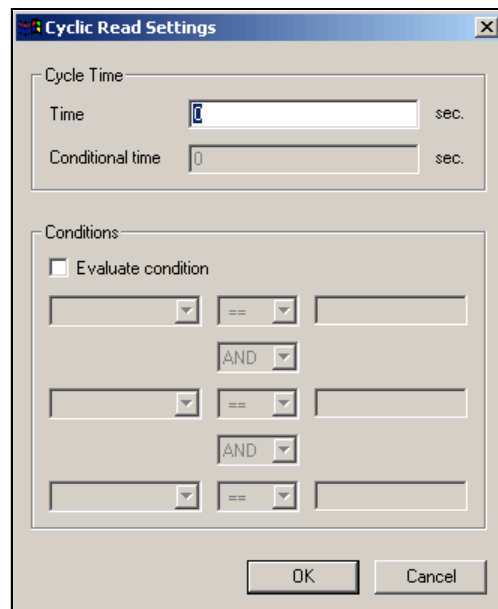 Cyclic Read Settings
Cycle Time
Time 0 sec.
Conditional time 0 sec.
Conditions
Evaluate condition
==
AND
==
AND
==
OK Cancel